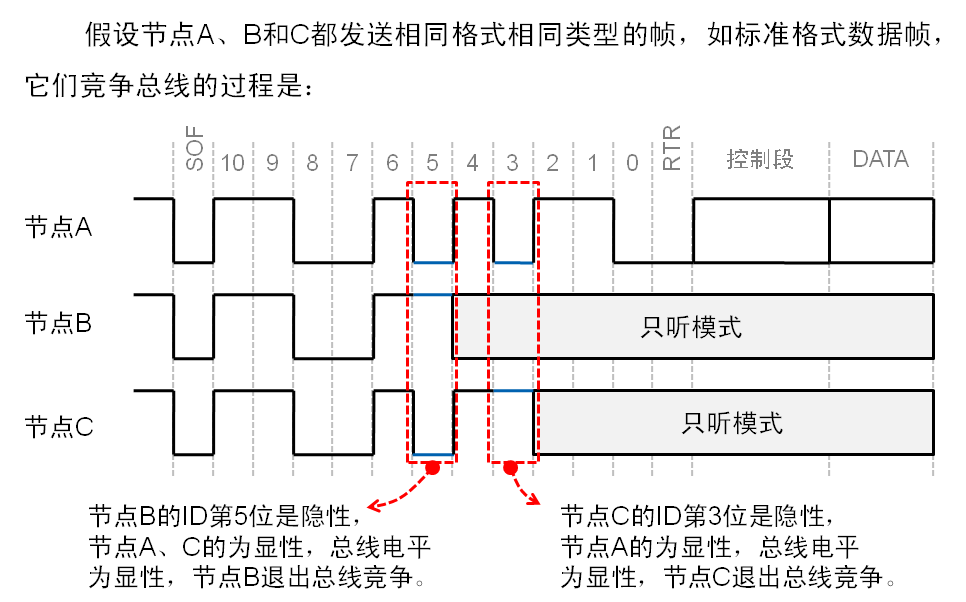 假设节点A、B和C都发送相同格式相同类型的帧，如标准格式数据帧，
它们竞争总线的过程是：
SOF 10 9 8 7 6 5 4 3 2 1 0 RTR 控制段 DATA
节点A
节点B 只听模式
节点C 只听模式
节点B的ID第5位是隐性，
节点A、C的为显性，总线电平
为显性，节点B退出总线竞争。
节点C的ID第3位是隐性，
节点A的为显性，总线电平
为显性，节点C退出总线竞争。